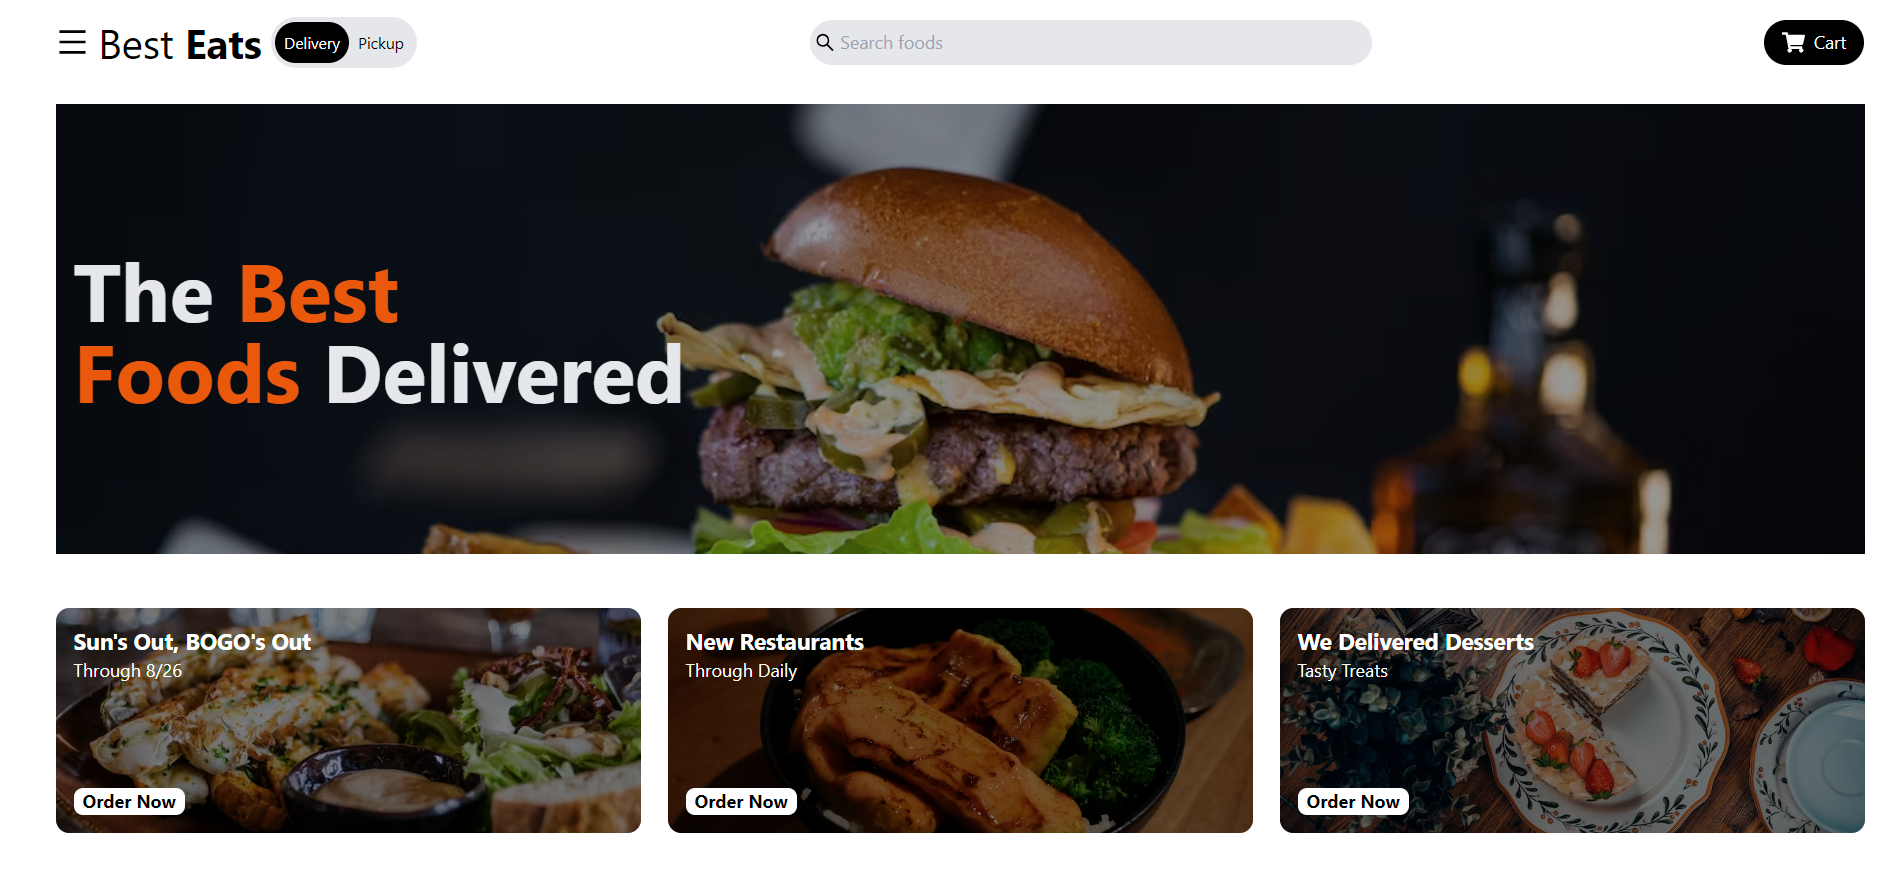 Best Eats
Delivery
Pickup
Search foods
Cart
The Best
Foods Delivered
Sun's Out, BOGO's Out
Through 8/26
Order Now
New Restaurants
Through Daily
Order Now
We Delivered Desserts
Tasty Treats
Order Now